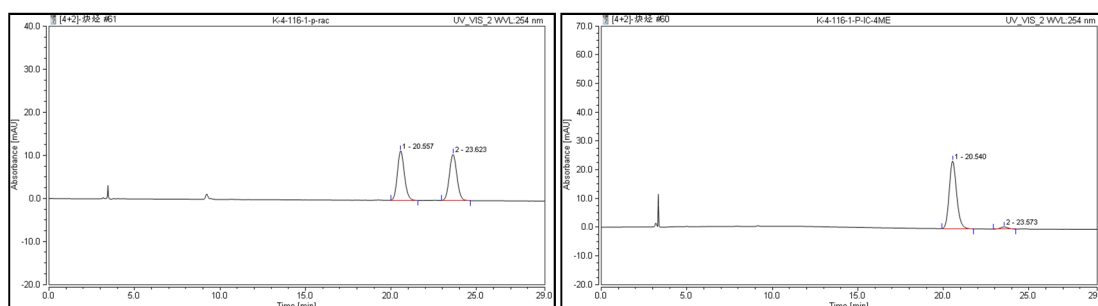 [4+2]-炔烃 #61 K-4-116-1-p-rac UV_VIS_2 WVL:254 nm
40.0
30.0
20.0
10.0
0.0
-10.0
-20.0
Absorbance [mAU]
1 - 20.557
2 - 23.623
0.0 5.0 10.0 15.0 20.0 25.0 29.0
Time [min]
[4+2]-炔烃 #60 K-4-116-1-P-IC-4ME UV_VIS_2 WVL:254 nm
70.0
60.0
50.0
40.0
30.0
20.0
10.0
0.0
-10.0
-20.0
Absorbance [mAU]
1 - 20.540
2 - 23.573
0.0 5.0 10.0 15.0 20.0 25.0 29.0
Time [min]